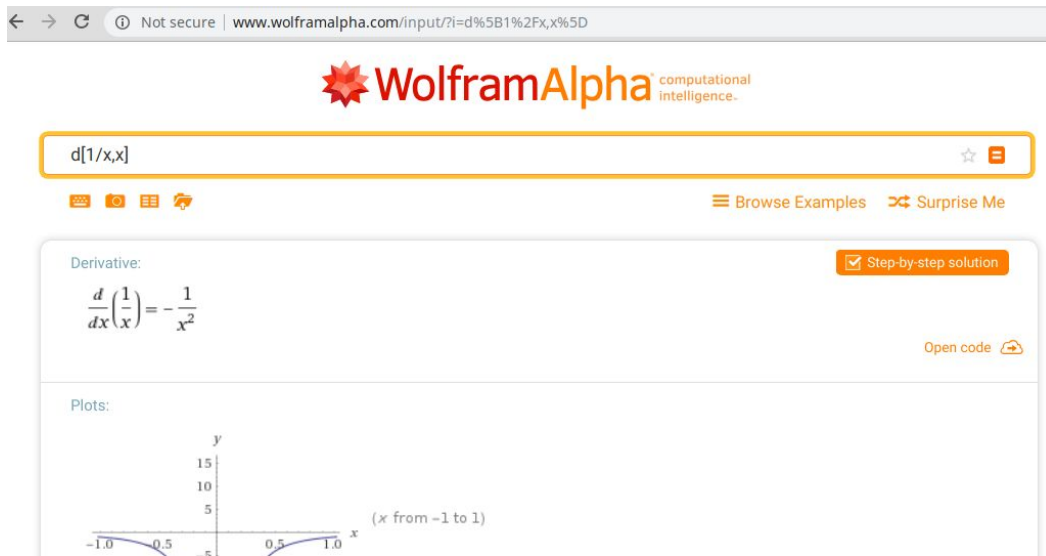 Not secure | www.wolframalpha.com/input/?i=d%5B1%2Fx,x%5D
WolframAlpha computational intelligence.
d[1/x,x]
Browse Examples Surprise Me
Derivative:
Step-by-step solution
d/dx(1/x) = -1/x²
Open code
Plots:
y
15
10
5
(x from -1 to 1)
x
-1.0 -0.5 0.5 1.0
-5